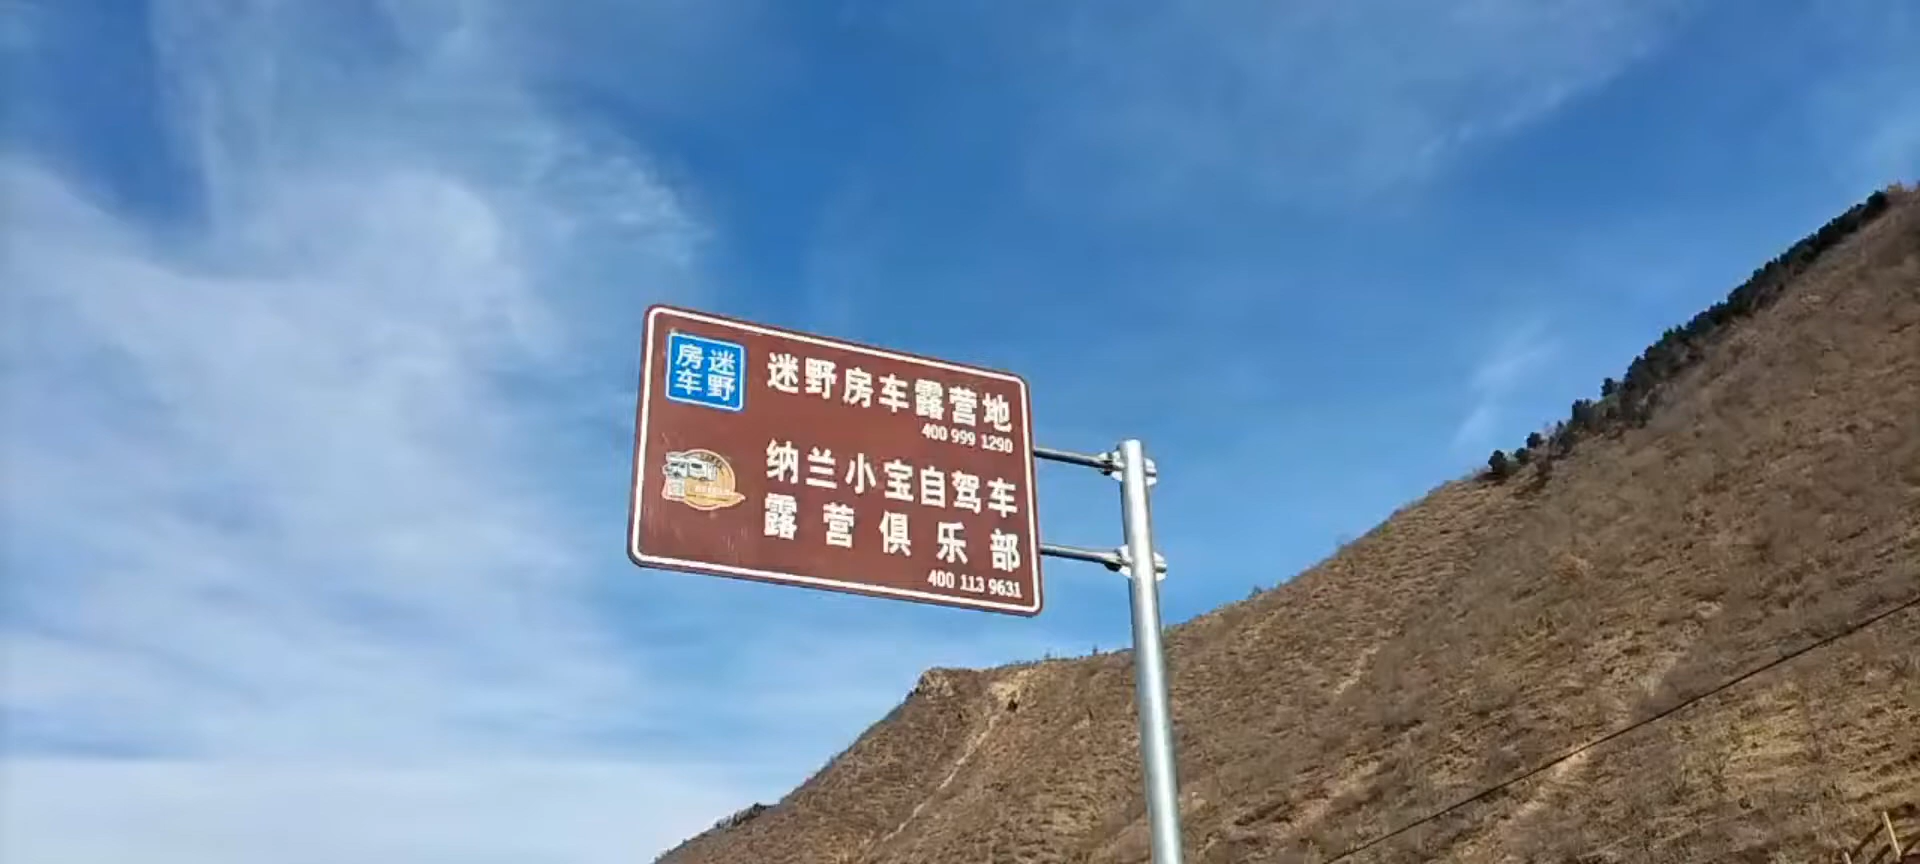 房迷
车野
迷野房车露营地
400 999 1290
纳兰小宝自驾车
露营俱乐部
400 113 9631